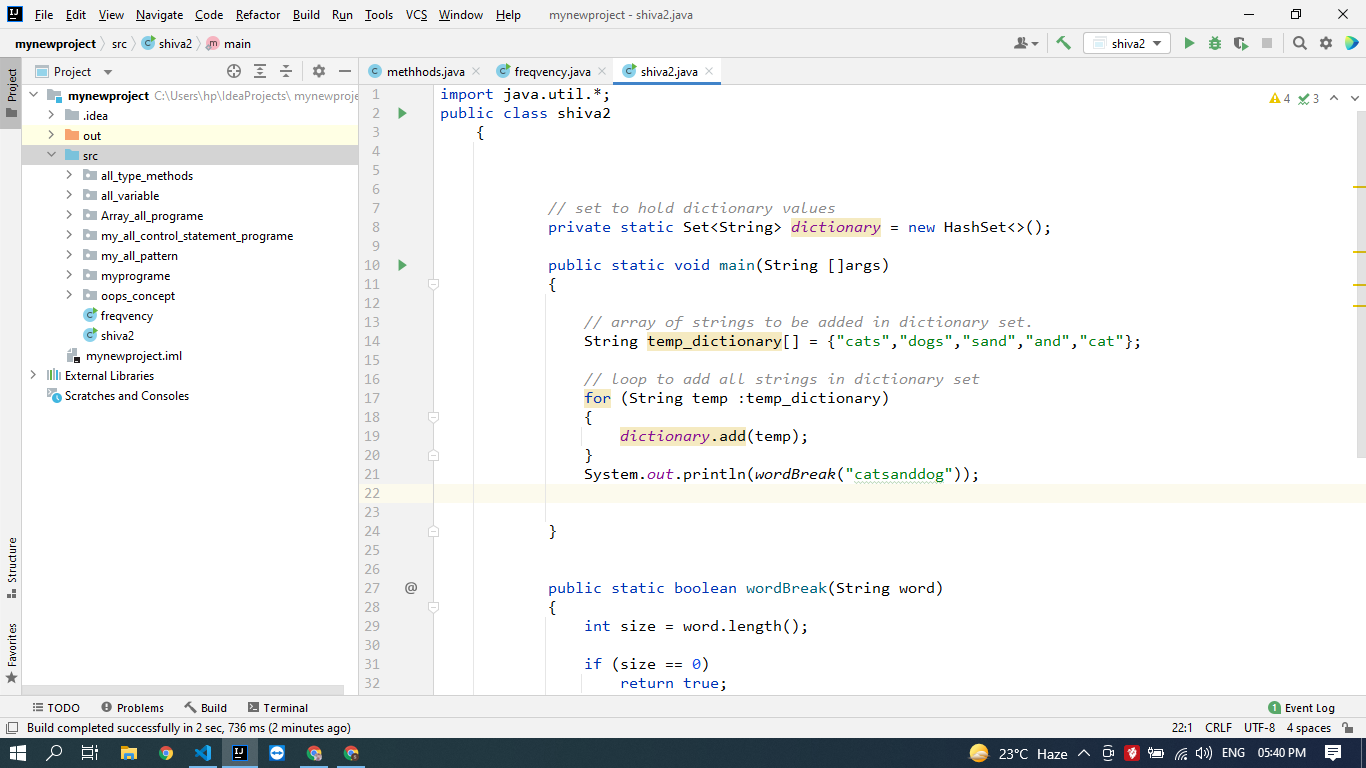 File Edit View Navigate Code Refactor Build Run Tools VCS Window Help mynewproject - shiva2.java
mynewproject src shiva2 main shiva2
Project
methhods.java freqvency.java shiva2.java
Project
mynewproject C:\Users\hp\IdeaProjects\ mynewproje
.idea
out
src
all_type_methods
all_variable
Array_all_programe
my_all_control_statement_programe
my_all_pattern
myprograme
oops_concept
freqvency
shiva2
mynewproject.iml
External Libraries
Scratches and Consoles
Structure
Favorites
4 3
1 import java.util.*;
2 public class shiva2
3 {
4
5
6
7 // set to hold dictionary values
8 private static Set<String> dictionary = new HashSet<>();
9
10 public static void main(String []args)
11 {
12
13 // array of strings to be added in dictionary set.
14 String temp_dictionary[] = {"cats","dogs","sand","and","cat"};
15
16 // loop to add all strings in dictionary set
17 for (String temp :temp_dictionary)
18 {
19 dictionary.add(temp);
20 }
21 System.out.println(wordBreak("catsanddog"));
22
23
24 }
25
26
27 @ public static boolean wordBreak(String word)
28 {
29 int size = word.length();
30
31 if (size == 0)
32 return true;
TODO Problems Build Terminal 1 Event Log
Build completed successfully in 2 sec, 736 ms (2 minutes ago) 22:1 CRLF UTF-8 4 spaces
23°C Haze ENG 05:40 PM